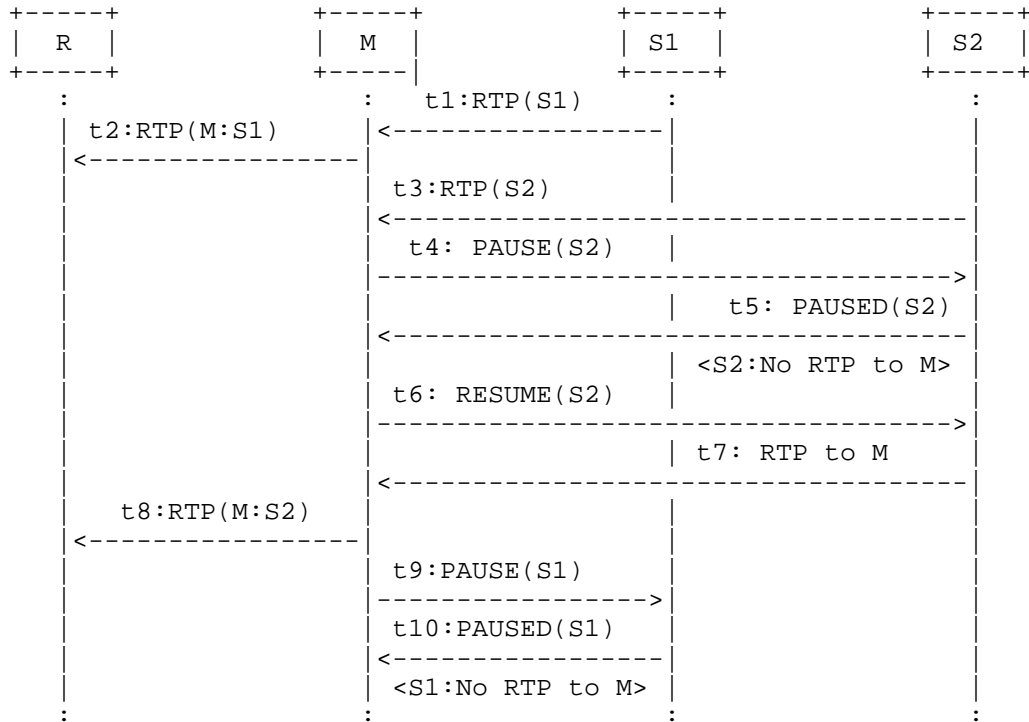 R M S1 S2
t1:RTP(S1)
t2:RTP(M:S1)
t3:RTP(S2)
t4: PAUSE(S2)
t5: PAUSED(S2)
<S2:No RTP to M>
t6: RESUME(S2)
t7: RTP to M
t8:RTP(M:S2)
t9:PAUSE(S1)
t10:PAUSED(S1)
<S1:No RTP to M>